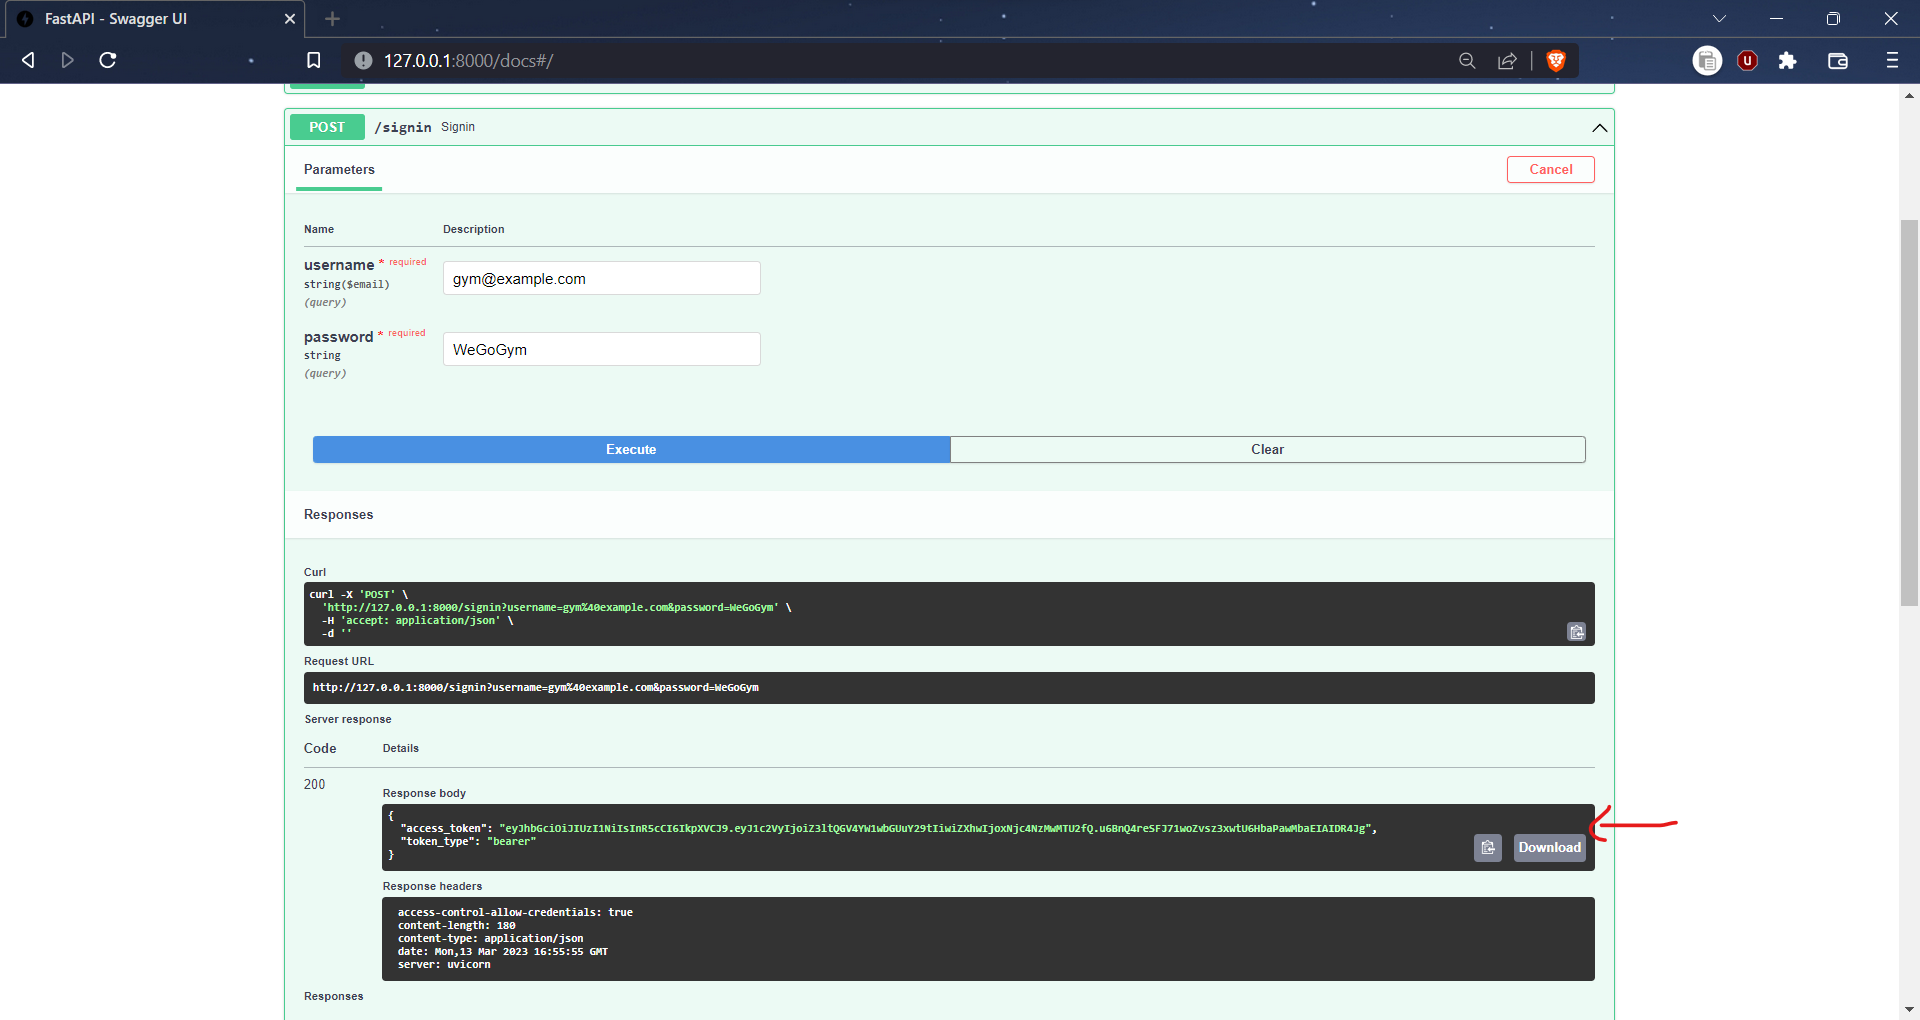 FastAPI - Swagger UI
127.0.0.1:8000/docs#/
POST /signin Signin
Parameters
Cancel
Name Description
username * required
string($email)
(query)
gym@example.com
password * required
string
(query)
WeGoGym
Execute Clear
Responses
Curl
curl -X 'POST' \
'http://127.0.0.1:8000/signin?username=gym%40example.com&password=WeGoGym' \
-H 'accept: application/json' \
-d ''
Request URL
http://127.0.0.1:8000/signin?username=gym%40example.com&password=WeGoGym
Server response
Code Details
200
Response body
{
"access_token": "eyJhbGciOiJIUzI1NiIsInR5cCI6IkpXVCJ9.eyJ1c2VyIjoiZ3ltQGV4YW1wbGUuY29tIiwiZXhwIjoxNjc4NzMwMTU2fQ.u6BnQ4reSFJ71woZvsz3xwtU6HbaPawMbaEIAIDR4Jg",
"token_type": "bearer"
}
Download
Response headers
access-control-allow-credentials: true
content-length: 180
content-type: application/json
date: Mon,13 Mar 2023 16:55:55 GMT
server: uvicorn
Responses